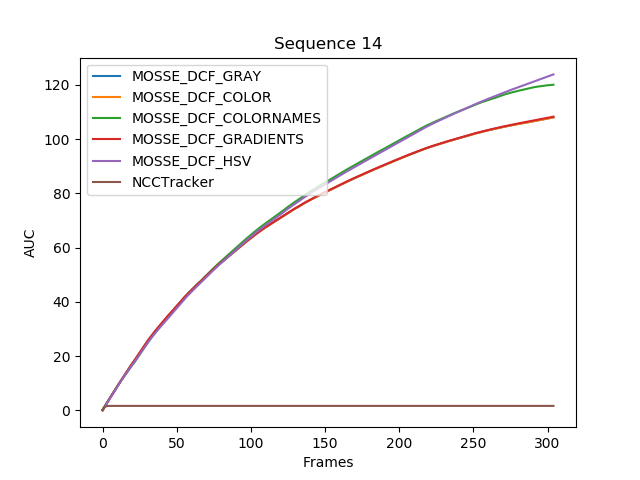 Sequence 14
MOSSE_DCF_GRAY
MOSSE_DCF_COLOR
MOSSE_DCF_COLORNAMES
MOSSE_DCF_GRADIENTS
MOSSE_DCF_HSV
NCCTracker
AUC
120
100
80
60
40
20
0
0 50 100 150 200 250 300
Frames